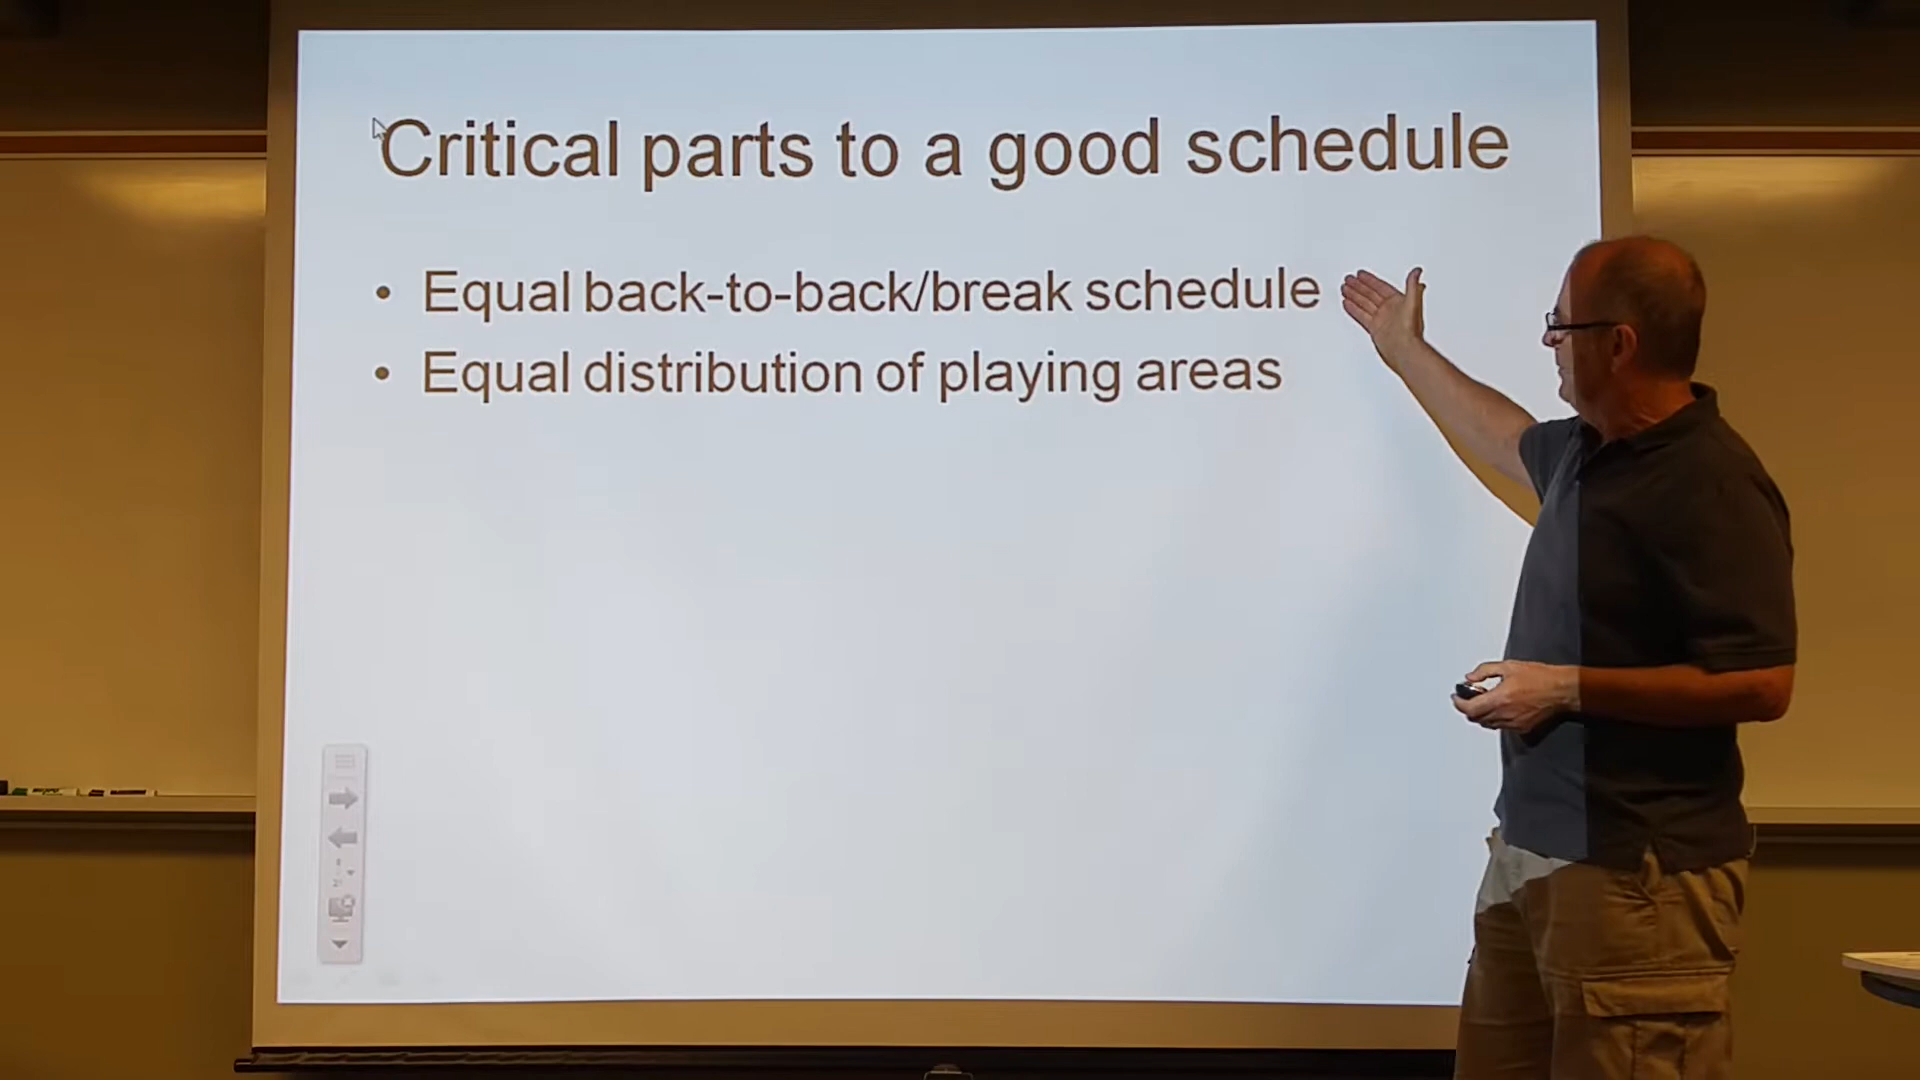 Critical parts to a good schedule
• Equal back-to-back/break schedule
• Equal distribution of playing areas